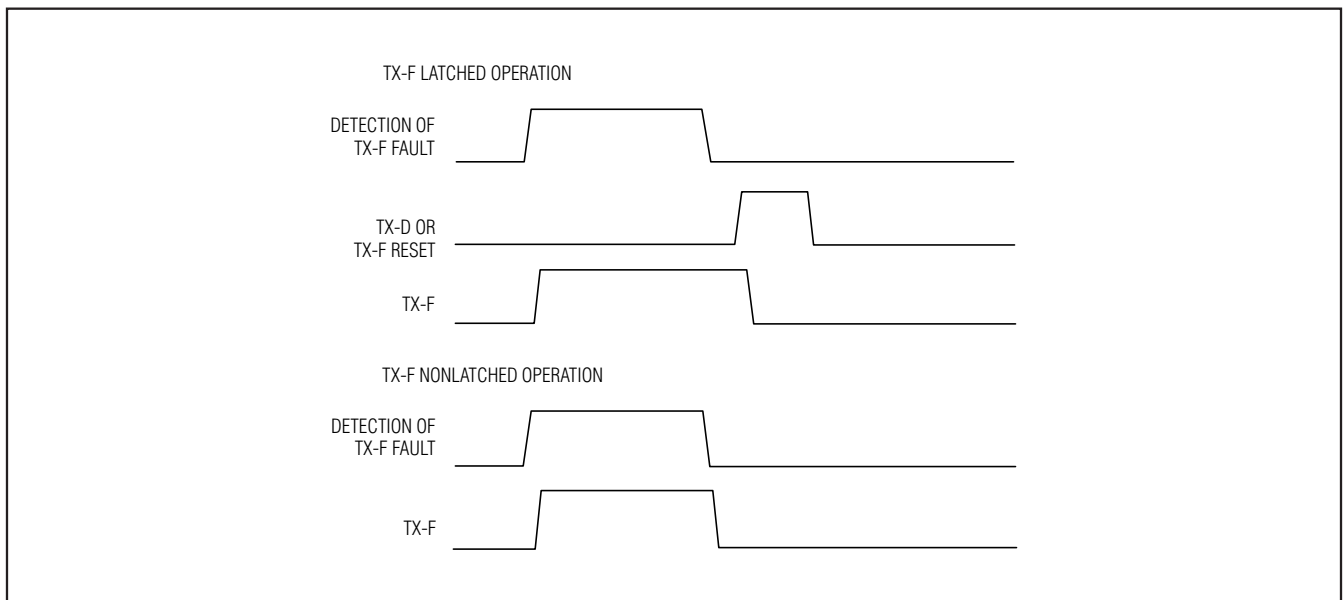 TX-F LATCHED OPERATION
DETECTION OF
TX-F FAULT
TX-D OR
TX-F RESET
TX-F
TX-F NONLATCHED OPERATION
DETECTION OF
TX-F FAULT
TX-F